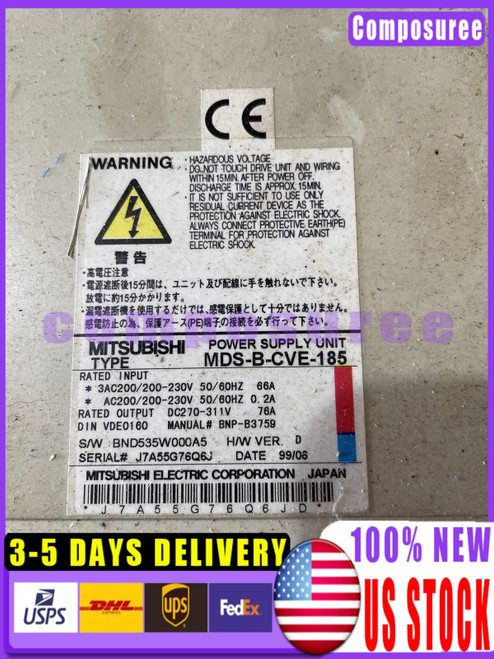 Composuree
CE
WARNING
・HAZARDOUS VOLTAGE
DO NOT TOUCH DRIVE UNIT AND WIRING
WITHIN 15MIN. AFTER POWER OFF.
DISCHARGE TIME IS APPROX. 15MIN.
・IT IS NOT SUFFICIENT TO USE ONLY
RESIDUAL CURRENT DEVICE AS THE
PROTECTION AGAINST ELECTRIC SHOCK.
ALWAYS CONNECT PROTECTIVE EARTH(PE)
TERMINAL FOR PROTECTION AGAINST
ELECTRIC SHOCK.
警告
・高電圧注意
・電源遮断後15分間は、ユニット及び配線に手を触れないで下さい。
放電に約15分かかります。
・漏電遮断機を使用するだけでは、感電保護として十分ではありません。
感電防止の為、保護アース(PE)端子の接続を必ず行って下さい。
composuree
MITSUBISHI POWER SUPPLY UNIT
TYPE MDS-B-CVE-185
RATED INPUT
* 3AC200/200-230V 50/60HZ 66A
* AC200/200-230V 50/60HZ 0.2A
RATED OUTPUT DC270-311V 76A
DIN VDE0160 MANUAL# BNP-B3759
S/W BND535W000A5 H/W VER. D
SERIAL# J7A55G76Q6J DATE 99/06
MITSUBISHI ELECTRIC CORPORATION JAPAN
* J 7 A 5 5 G 7 6 Q 6 J D *
3-5 DAYS DELIVERY
100% NEW
US STOCK
USPS
DHL
ups
FedEx